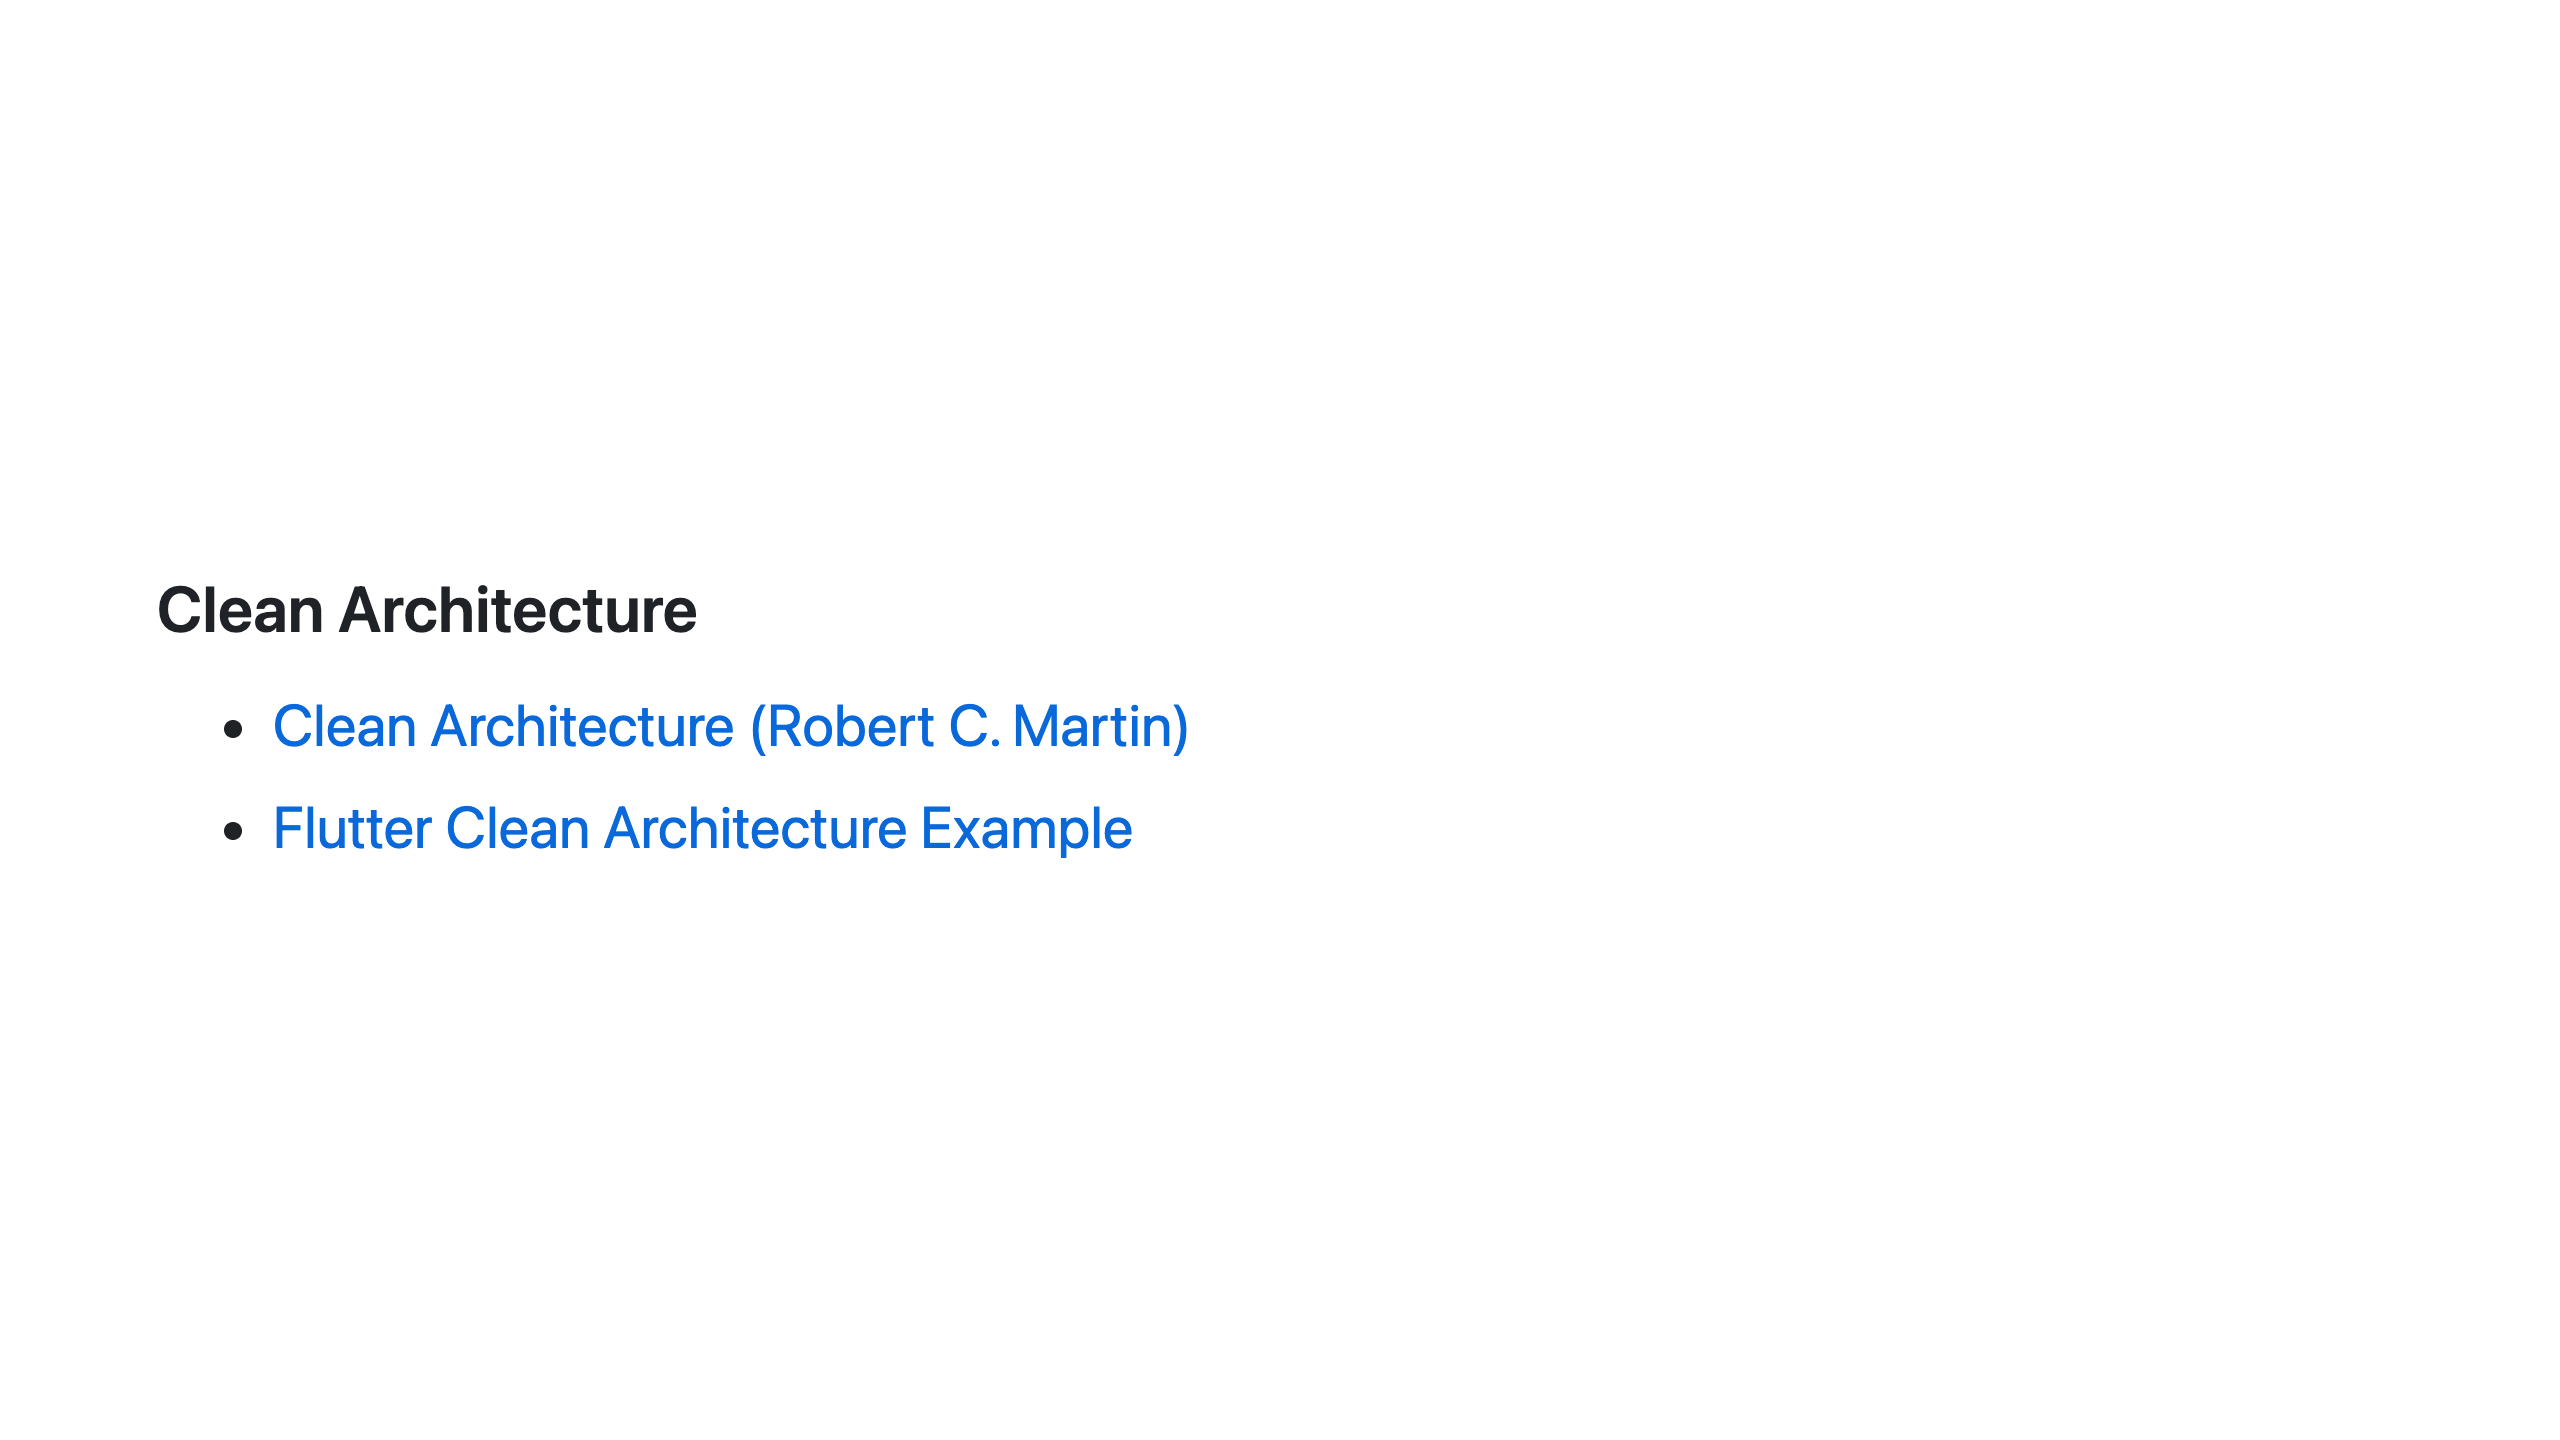 Clean Architecture
• Clean Architecture (Robert C. Martin)
• Flutter Clean Architecture Example